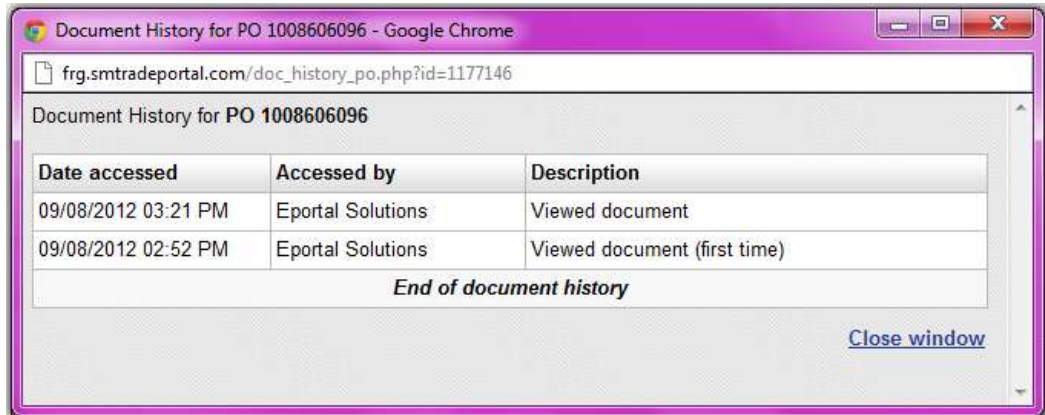 Document History for PO 1008606096 - Google Chrome
frg.smtradeportal.com/doc_history_po.php?id=1177146
Document History for PO 1008606096
Date accessed Accessed by Description
09/08/2012 03:21 PM Eportal Solutions Viewed document
09/08/2012 02:52 PM Eportal Solutions Viewed document (first time)
End of document history
Close window